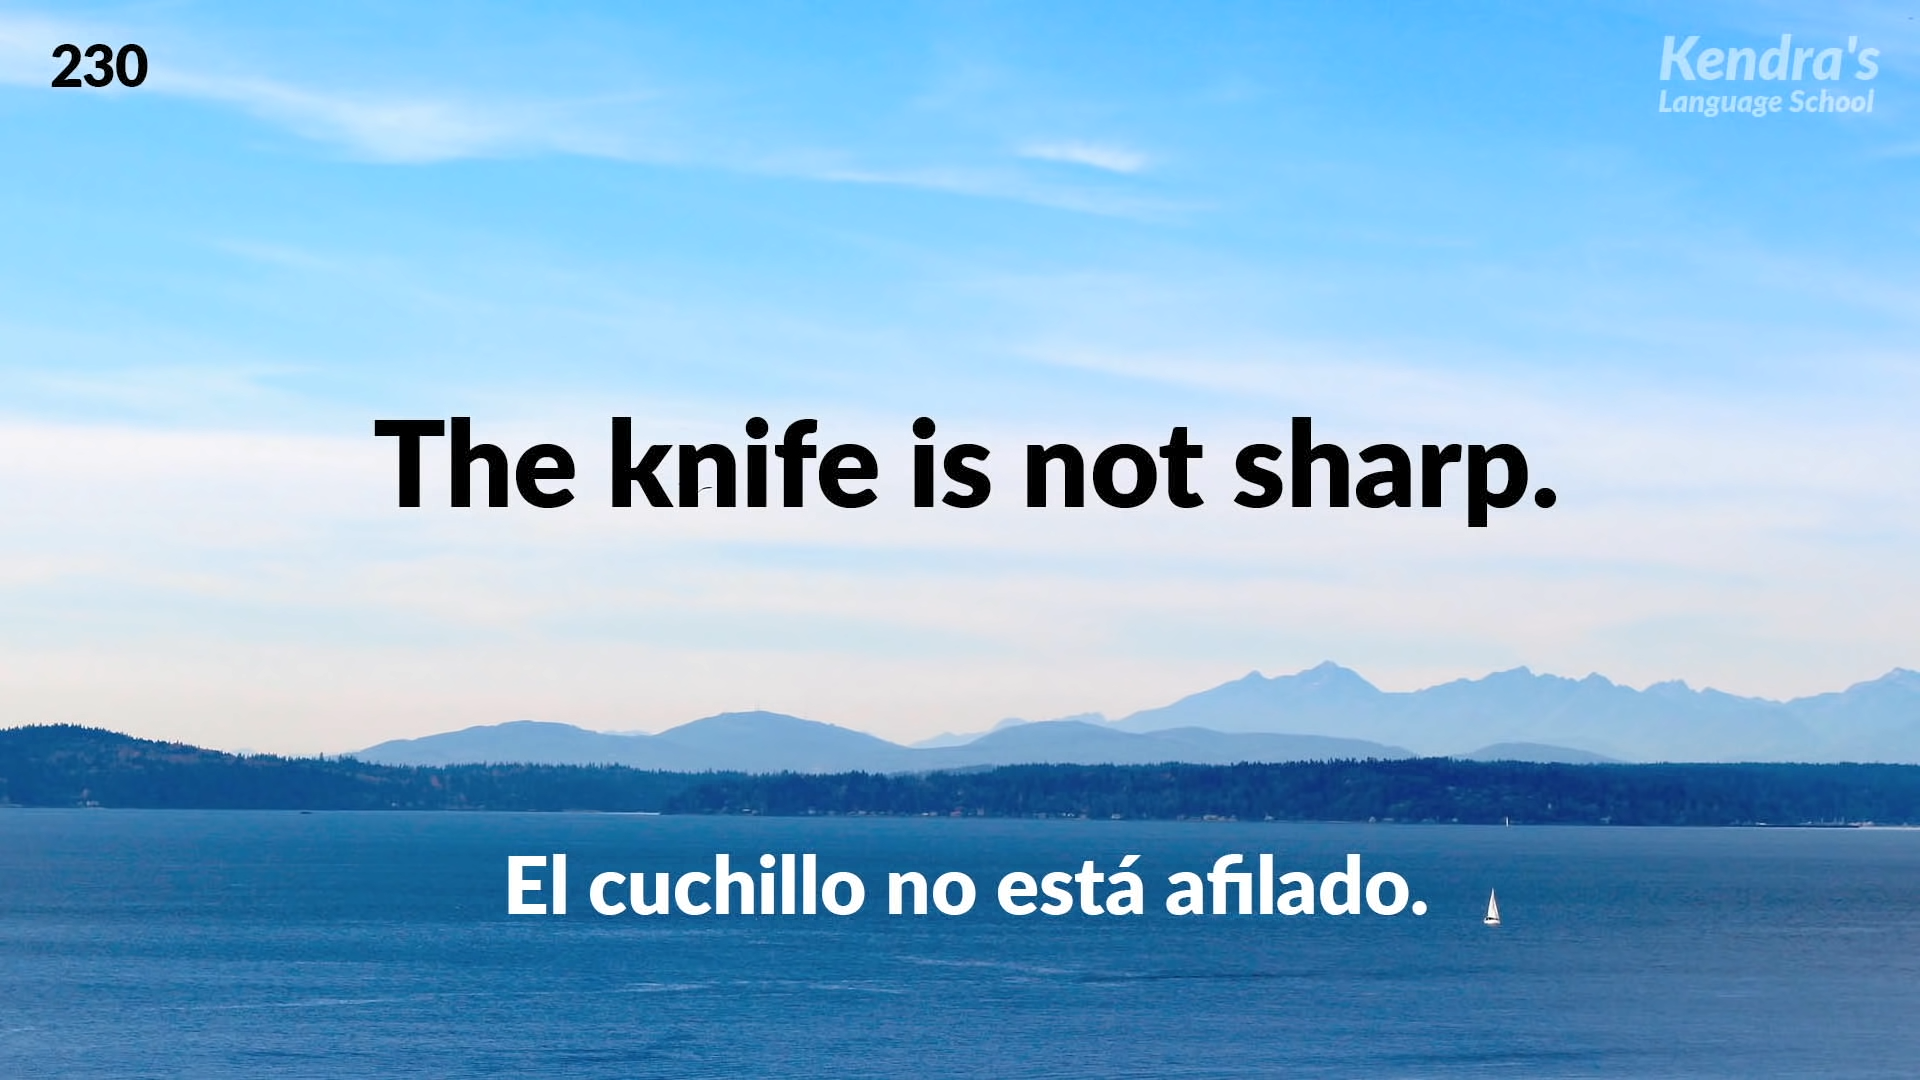 230
Kendra's
Language School
The knife is not sharp.
El cuchillo no está afilado.